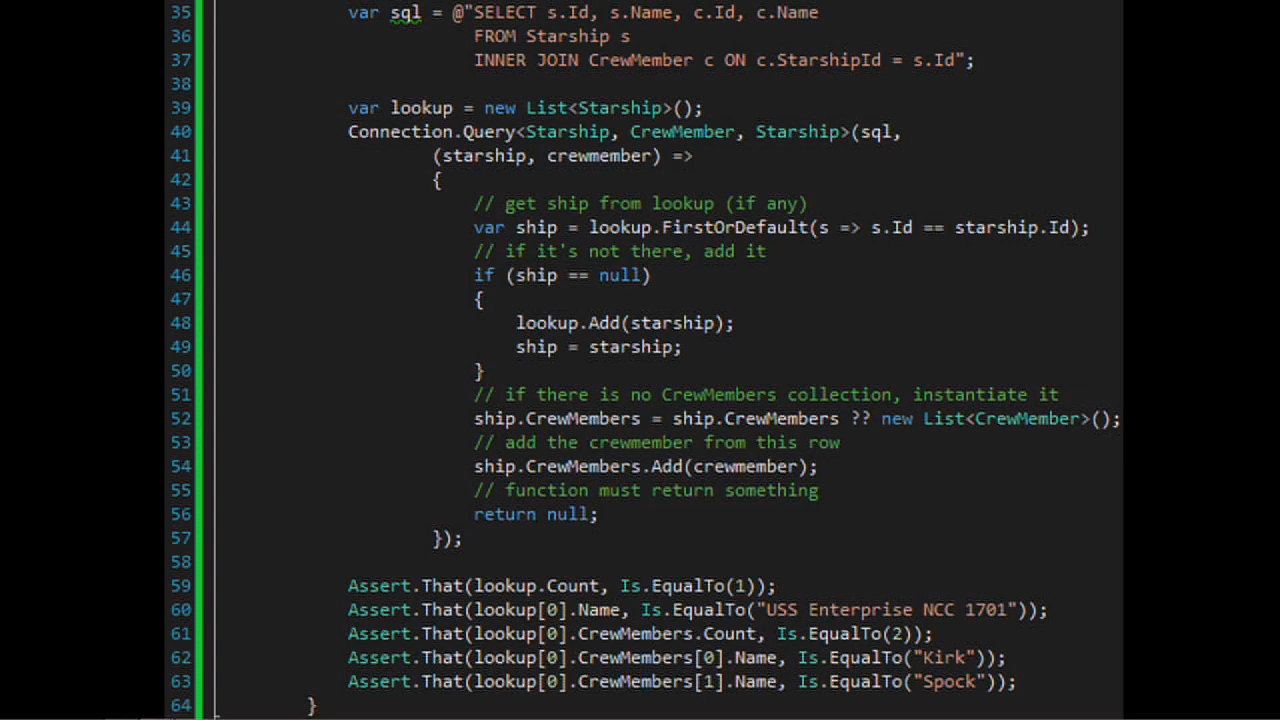 35 var sql = @"SELECT s.Id, s.Name, c.Id, c.Name
36 FROM Starship s
37 INNER JOIN CrewMember c ON c.StarshipId = s.Id";
38
39 var lookup = new List<Starship>();
40 Connection.Query<Starship, CrewMember, Starship>(sql,
41 (starship, crewmember) =>
42 {
43 // get ship from lookup (if any)
44 var ship = lookup.FirstOrDefault(s => s.Id == starship.Id);
45 // if it's not there, add it
46 if (ship == null)
47 {
48 lookup.Add(starship);
49 ship = starship;
50 }
51 // if there is no CrewMembers collection, instantiate it
52 ship.CrewMembers = ship.CrewMembers ?? new List<CrewMember>();
53 // add the crewmember from this row
54 ship.CrewMembers.Add(crewmember);
55 // function must return something
56 return null;
57 });
58
59 Assert.That(lookup.Count, Is.EqualTo(1));
60 Assert.That(lookup[0].Name, Is.EqualTo("USS Enterprise NCC 1701"));
61 Assert.That(lookup[0].CrewMembers.Count, Is.EqualTo(2));
62 Assert.That(lookup[0].CrewMembers[0].Name, Is.EqualTo("Kirk"));
63 Assert.That(lookup[0].CrewMembers[1].Name, Is.EqualTo("Spock"));
64 }